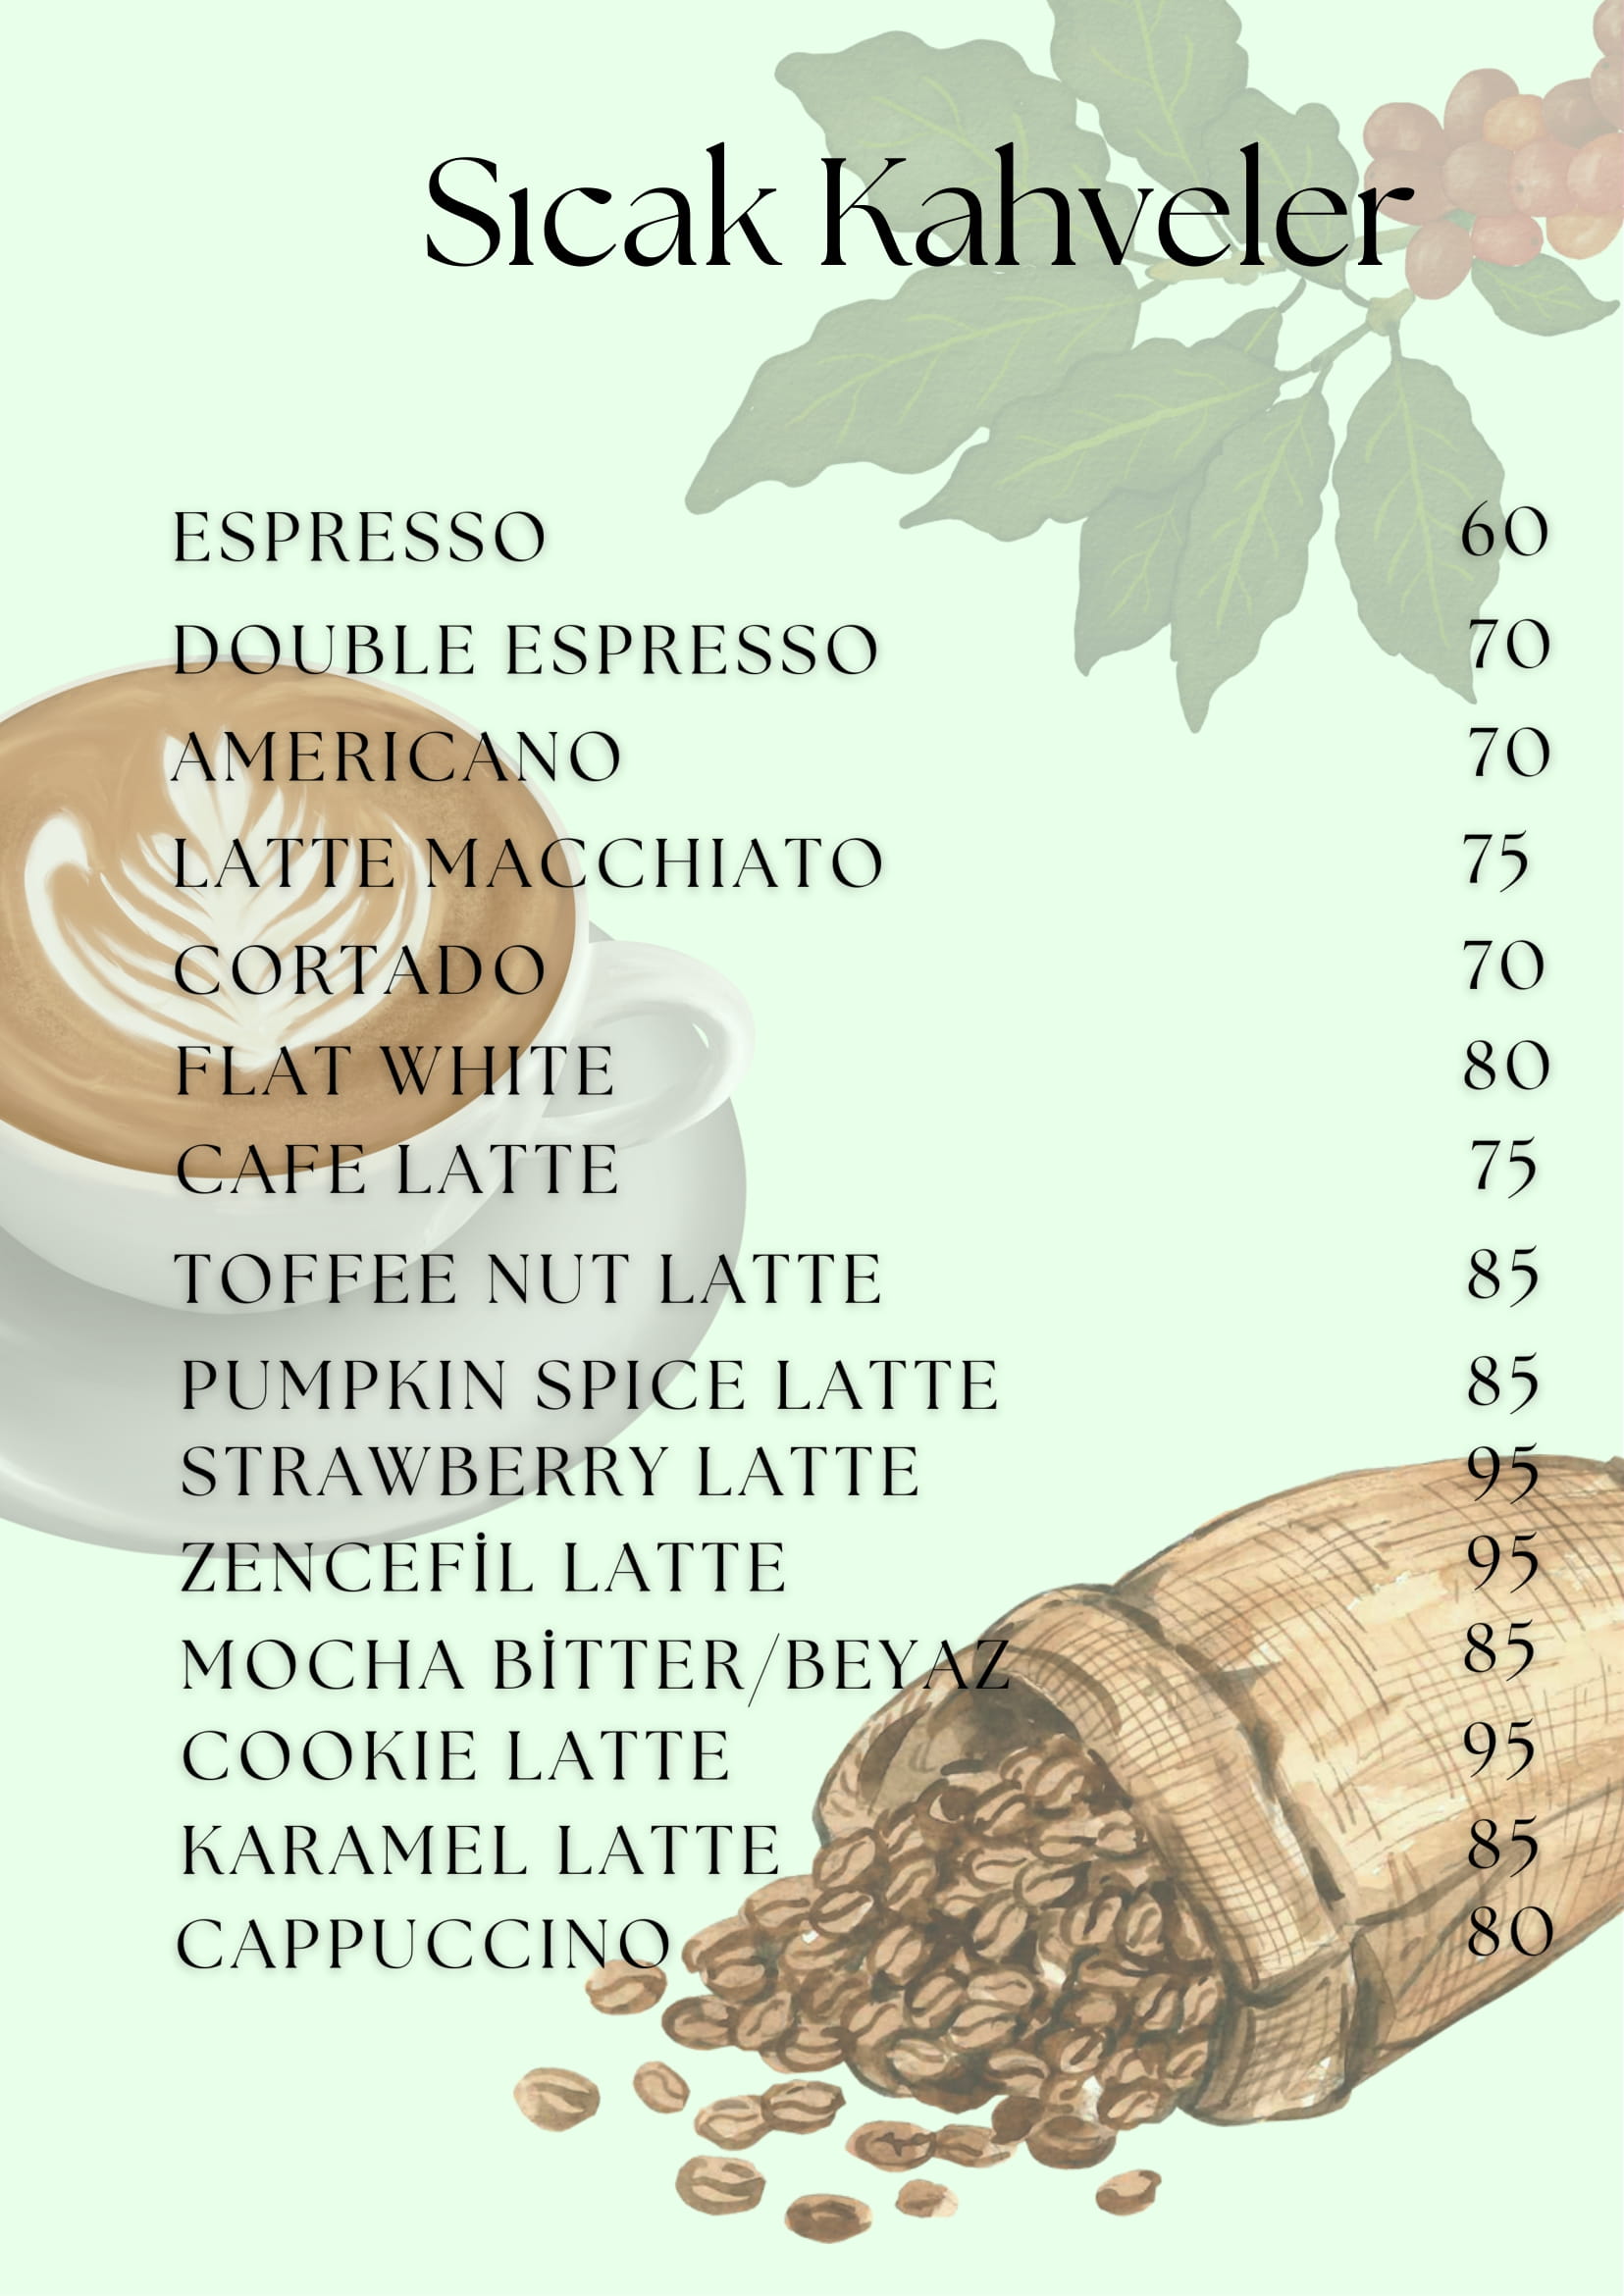 Sıcak Kahveler
ESPRESSO 60
DOUBLE ESPRESSO 70
AMERICANO 70
LATTE MACCHIATO 75
CORTADO 70
FLAT WHITE 80
CAFE LATTE 75
TOFFEE NUT LATTE 85
PUMPKIN SPICE LATTE 85
STRAWBERRY LATTE 95
ZENCEFİL LATTE 95
MOCHA BİTTER/BEYAZ 85
COOKIE LATTE 95
KARAMEL LATTE 85
CAPPUCCINO 80